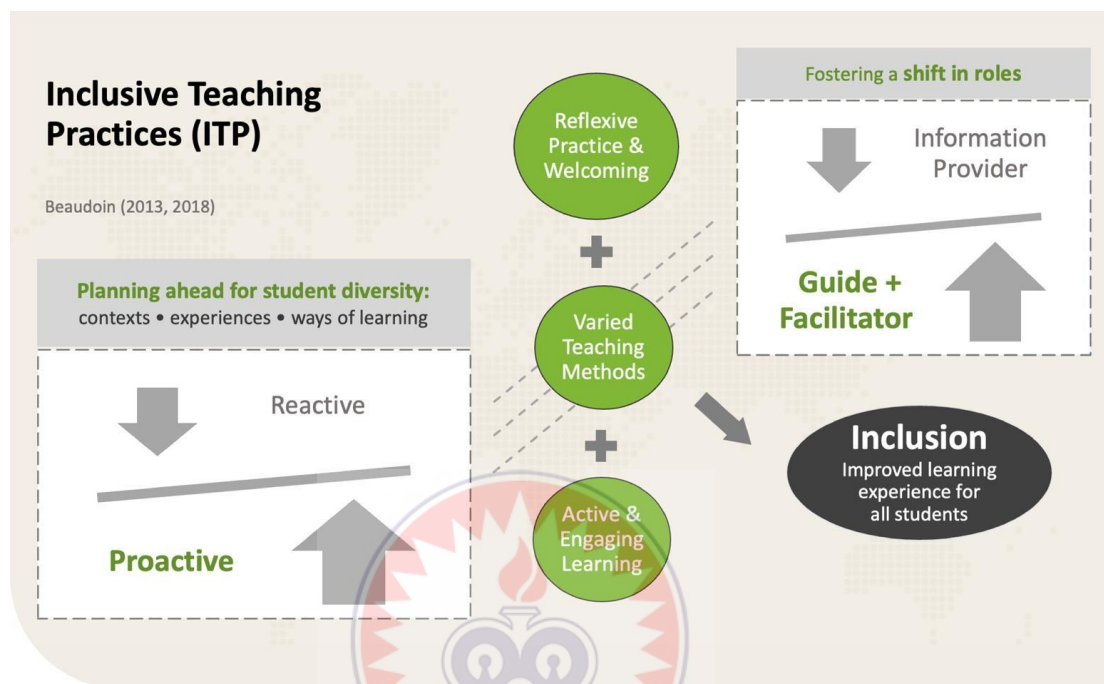 Inclusive Teaching
Practices (ITP)
Beaudoin (2013, 2018)
Planning ahead for student diversity:
contexts • experiences • ways of learning
Reactive
Proactive
Reflexive
Practice &
Welcoming
+
Varied
Teaching
Methods
+
Active &
Engaging
Learning
Fostering a shift in roles
Information
Provider
Guide +
Facilitator
Inclusion
Improved learning
experience for
all students